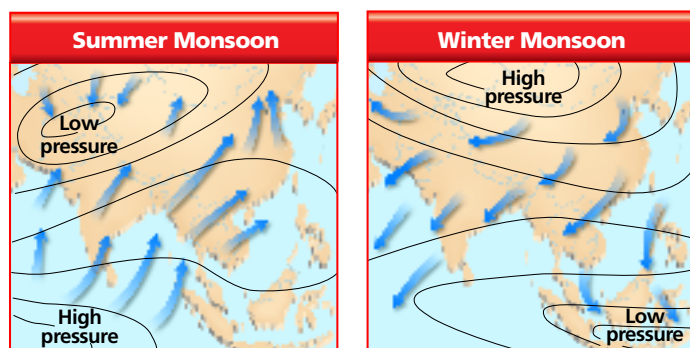 Summer Monsoon
Low
pressure
High
pressure
Winter Monsoon
High
pressure
Low
pressure